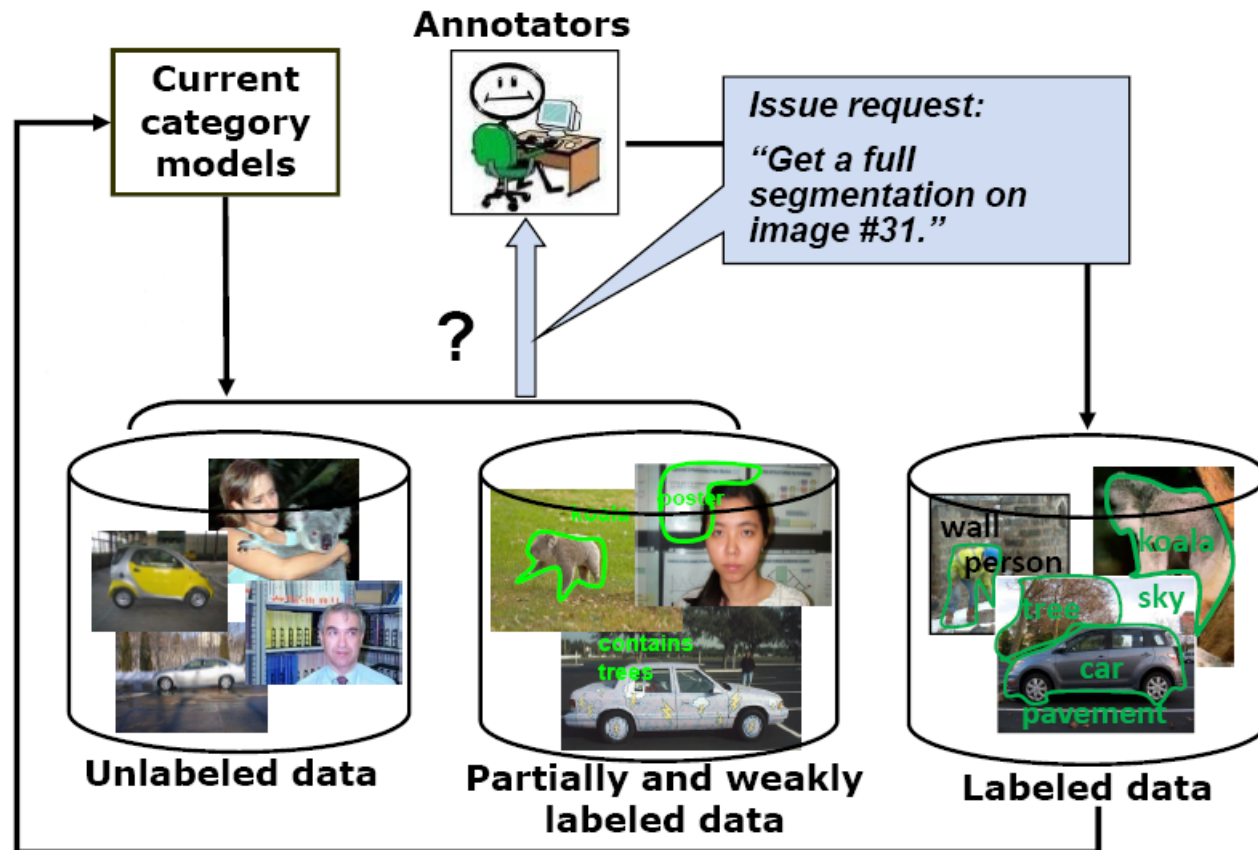 Annotators
Current
category
models
Issue request:
“Get a full
segmentation on
image #31.”
?
koala
poster
contains
trees
wall
person
koala
tree
sky
car
pavement
Unlabeled data
Partially and weakly
labeled data
Labeled data